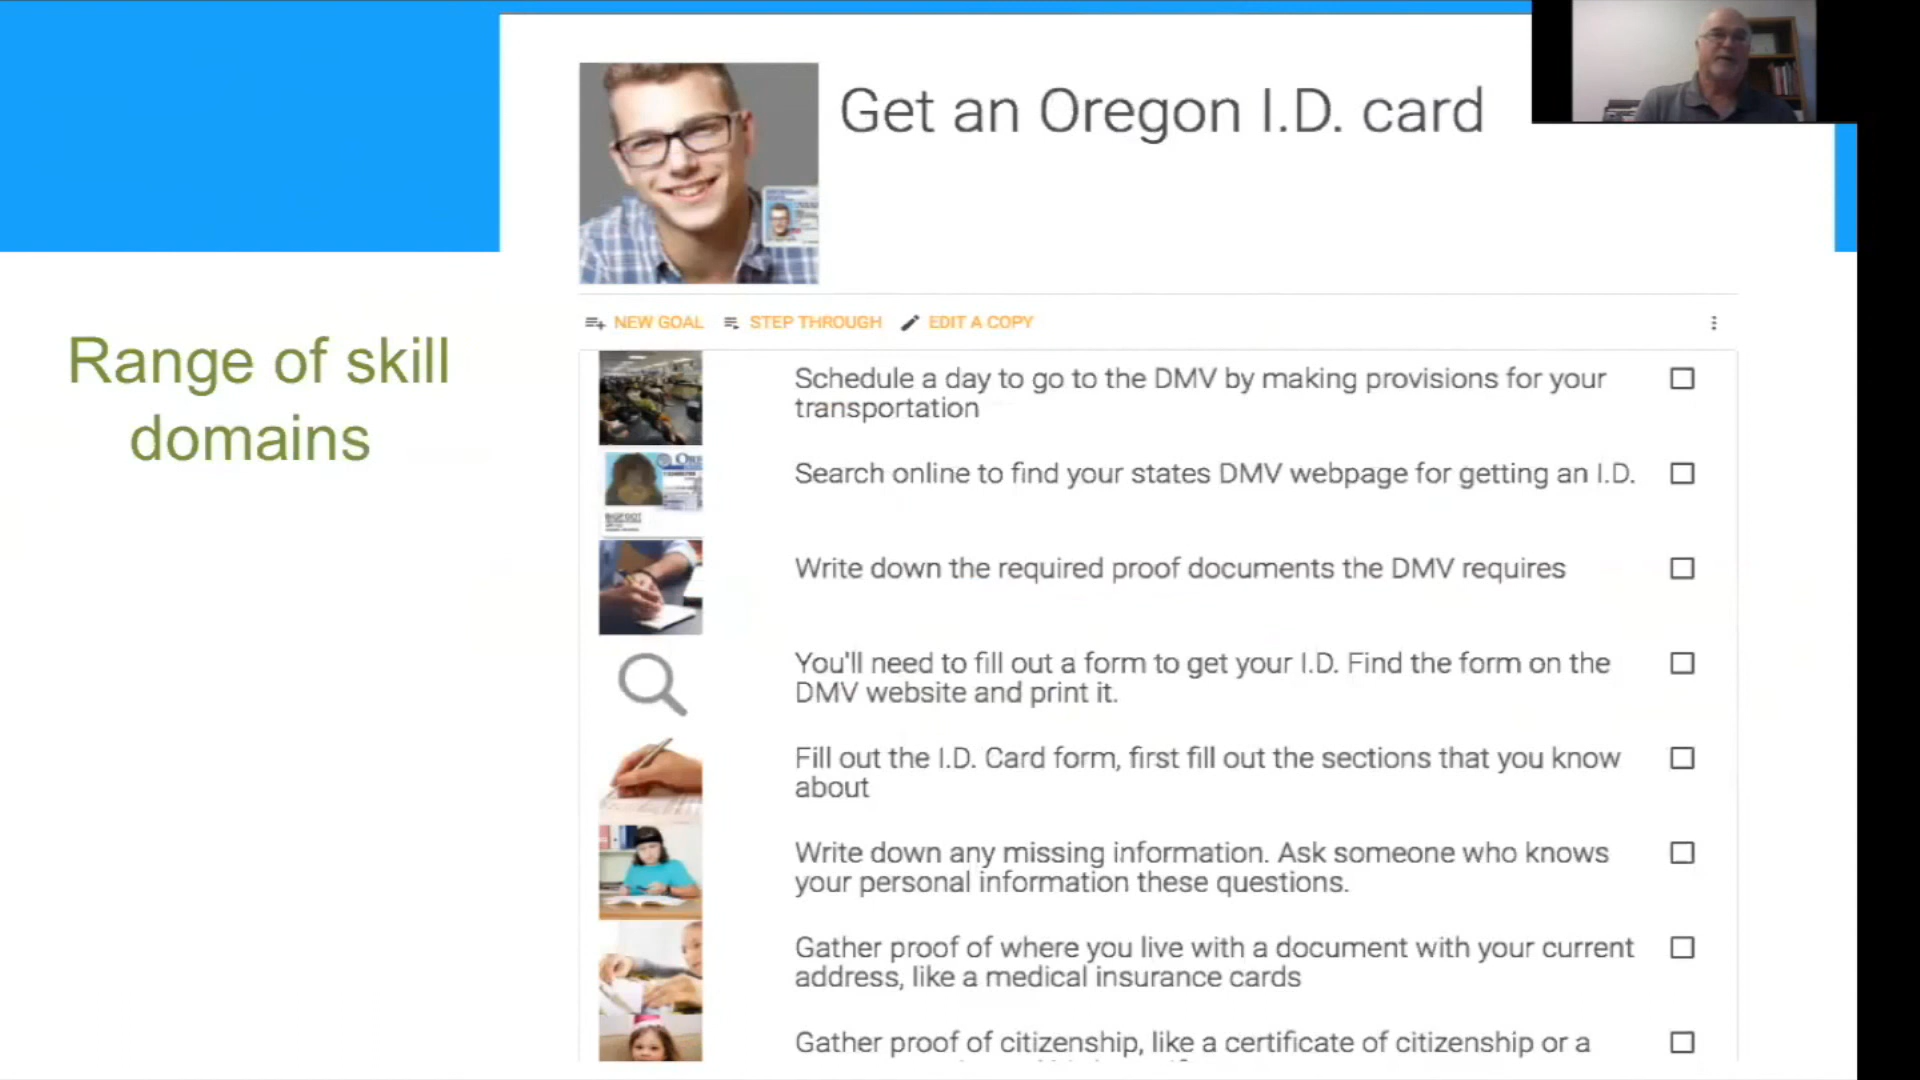 Get an Oregon I.D. card
Range of skill
domains
NEW GOAL STEP THROUGH EDIT A COPY
Schedule a day to go to the DMV by making provisions for your
transportation
Search online to find your states DMV webpage for getting an I.D.
BIGFOOT
Write down the required proof documents the DMV requires
You'll need to fill out a form to get your I.D. Find the form on the
DMV website and print it.
Fill out the I.D. Card form, first fill out the sections that you know
about
Write down any missing information. Ask someone who knows
your personal information these questions.
Gather proof of where you live with a document with your current
address, like a medical insurance cards
Gather proof of citizenship, like a certificate of citizenship or a